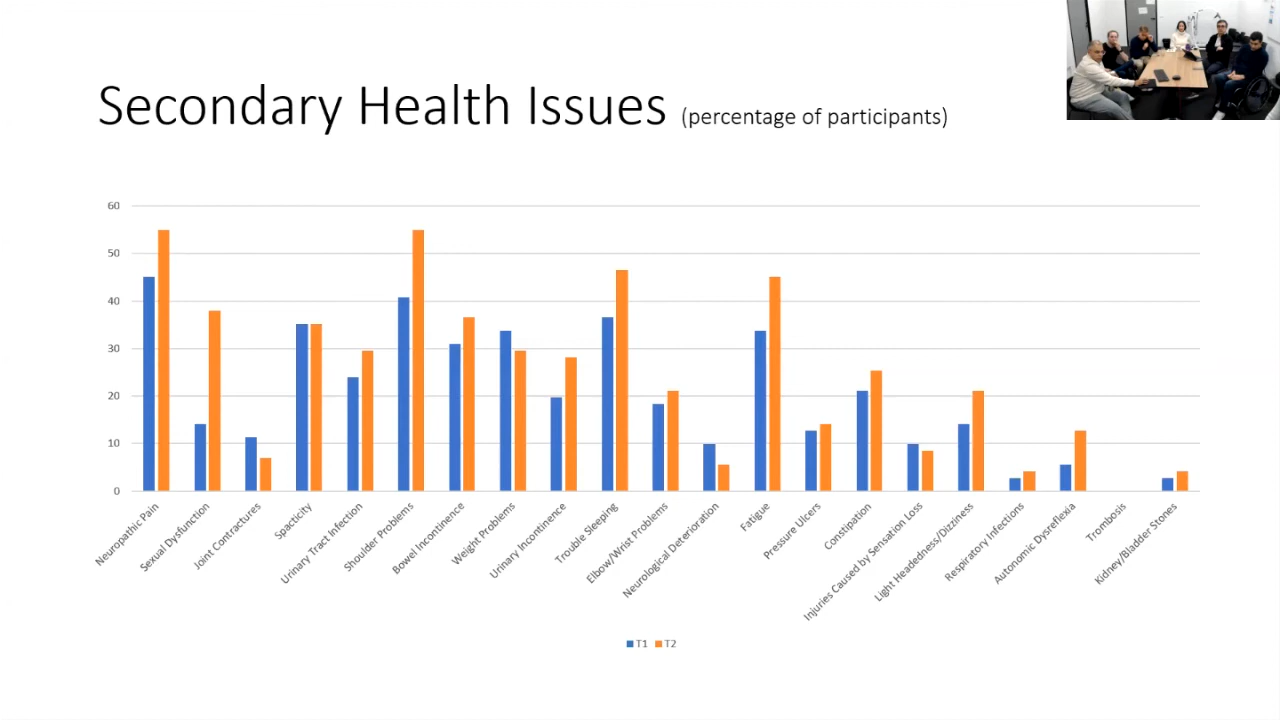 Secondary Health Issues (percentage of participants)
60
50
40
30
20
10
0
Neuropathic Pain
Sexual Dysfunction
Joint Contractures
Spacticity
Urinary Tract Infection
Shoulder Problems
Bowel Incontinence
Weight Problems
Urinary Incontinence
Trouble Sleeping
Elbow/Wrist Problems
Neurological Deterioration
Fatigue
Pressure Ulcers
Constipation
Injuries Caused by Sensation Loss
Light Headedness/Dizziness
Respiratory Infections
Autonomic Dysreflexia
Trombosis
Kidney/Bladder Stones
T1 T2